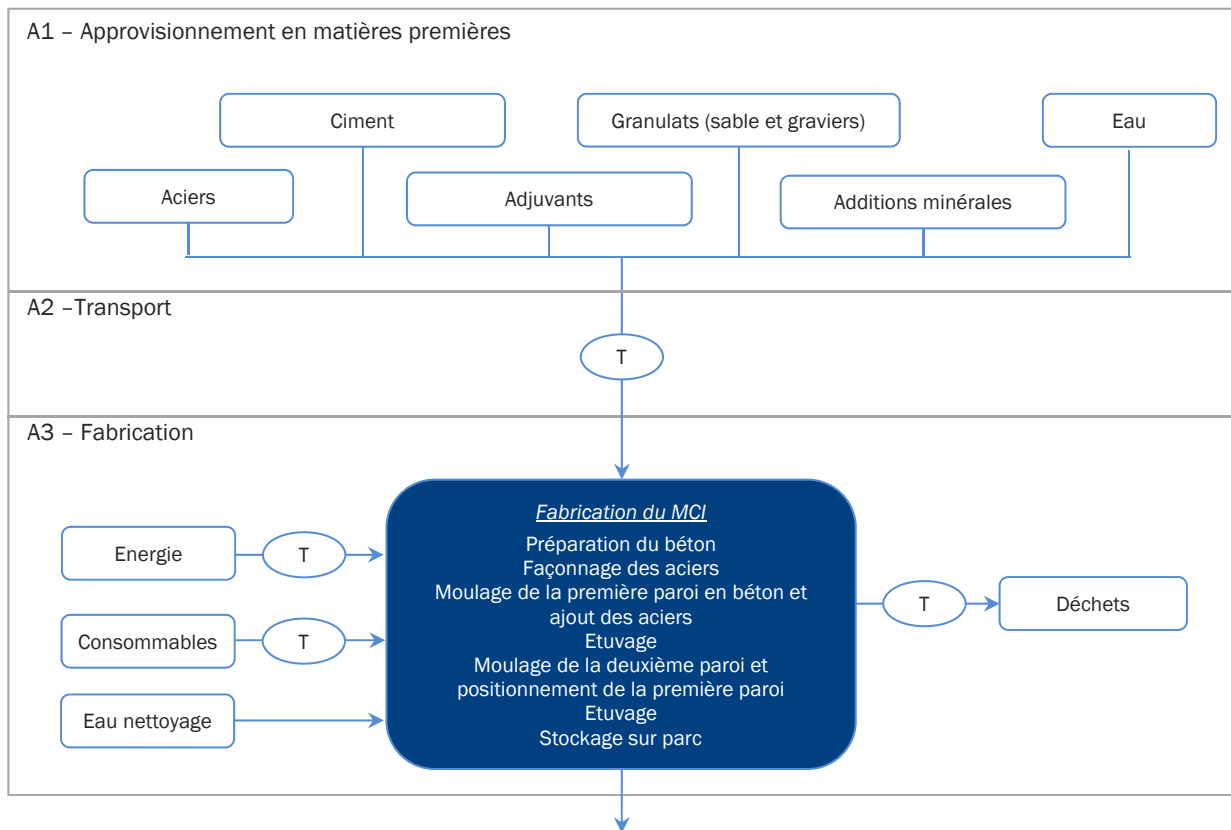 A1 – Approvisionnement en matières premières
Ciment
Granulats (sable et graviers)
Eau
Aciers
Adjuvants
Additions minérales
A2 –Transport
T
A3 – Fabrication
Fabrication du MCI
Préparation du béton
Façonnage des aciers
Moulage de la première paroi en béton et
ajout des aciers
Etuvage
Moulage de la deuxième paroi et
positionnement de la première paroi
Etuvage
Stockage sur parc
Energie
T
Consommables
T
Eau nettoyage
T
Déchets